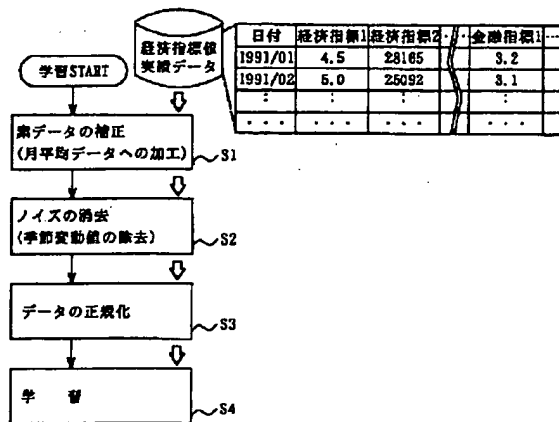 経済指標値
実績データ
学習START
日付 経済指標1 経済指標2 ・・ 金融指標1 ---
1991/01 4.5 28165 3.2
1991/02 5.0 25092 3.1
: : : :
・・・ ・・・ ・・・ ・・・
素データの補正
(月平均データへの加工)
S1
ノイズの消去
(季節変動値の除去)
S2
データの正規化
S3
学 習
S4